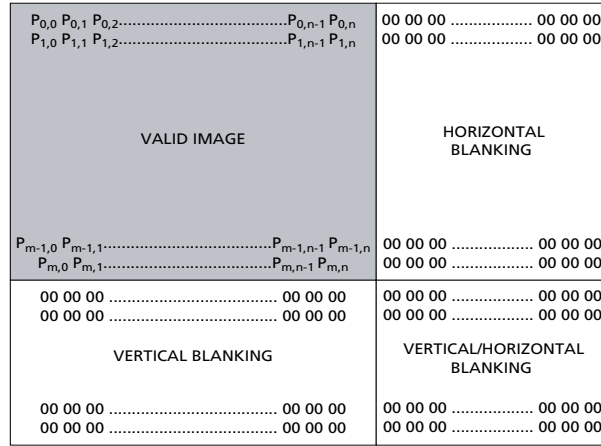 P0,0 P0,1 P0,2.....................................P0,n-1 P0,n 00 00 00 ................. 00 00 00
P1,0 P1,1 P1,2.....................................P1,n-1 P1,n 00 00 00 ................. 00 00 00
VALID IMAGE
HORIZONTAL
BLANKING
Pm-1,0 Pm-1,1.....................................Pm-1,n-1 Pm-1,n 00 00 00 ................. 00 00 00
Pm,0 Pm,1.....................................Pm,n-1 Pm,n 00 00 00 ................. 00 00 00
00 00 00 ..................................... 00 00 00 00 00 00 ................. 00 00 00
00 00 00 ..................................... 00 00 00 00 00 00 ................. 00 00 00
VERTICAL BLANKING
VERTICAL/HORIZONTAL
BLANKING
00 00 00 ..................................... 00 00 00 00 00 00 ................. 00 00 00
00 00 00 ..................................... 00 00 00 00 00 00 ................. 00 00 00